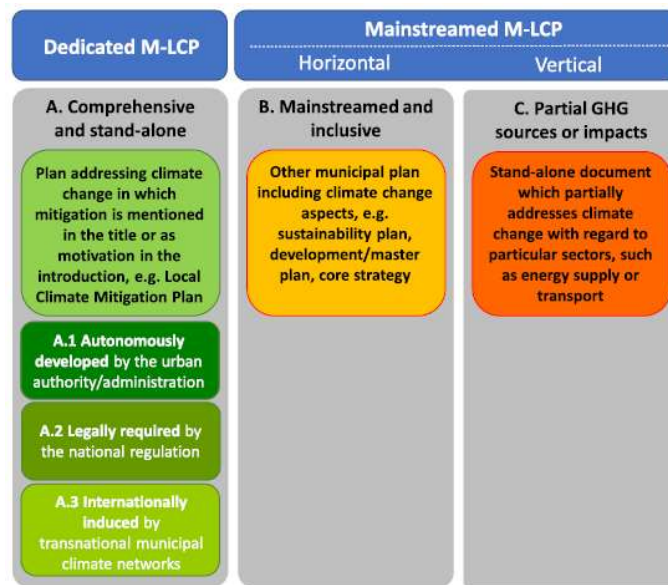 Dedicated M-LCP
Mainstreamed M-LCP
Horizontal
Vertical
A. Comprehensive
and stand-alone
Plan addressing climate
change in which
mitigation is mentioned
in the title or as
motivation in the
introduction, e.g. Local
Climate Mitigation Plan
A.1 Autonomously
developed by the urban
authority/administration
A.2 Legally required by
the national regulation
A.3 Internationally
induced by
transnational municipal
climate networks
B. Mainstreamed and
inclusive
Other municipal plan
including climate change
aspects, e.g.
sustainability plan,
development/master
plan, core strategy
C. Partial GHG
sources or impacts
Stand-alone document
which partially
addresses climate
change with regard to
particular sectors, such
as energy supply or
transport